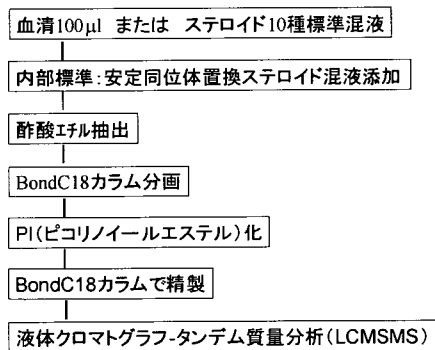 血清100μl または ステロイド10種標準混液
内部標準:安定同位体置換ステロイド混液添加
酢酸エチル抽出
BondC18カラム分画
PI(ピコリノイールエステル)化
BondC18カラムで精製
液体クロマトグラフ-タンデム質量分析(LCMSMS)